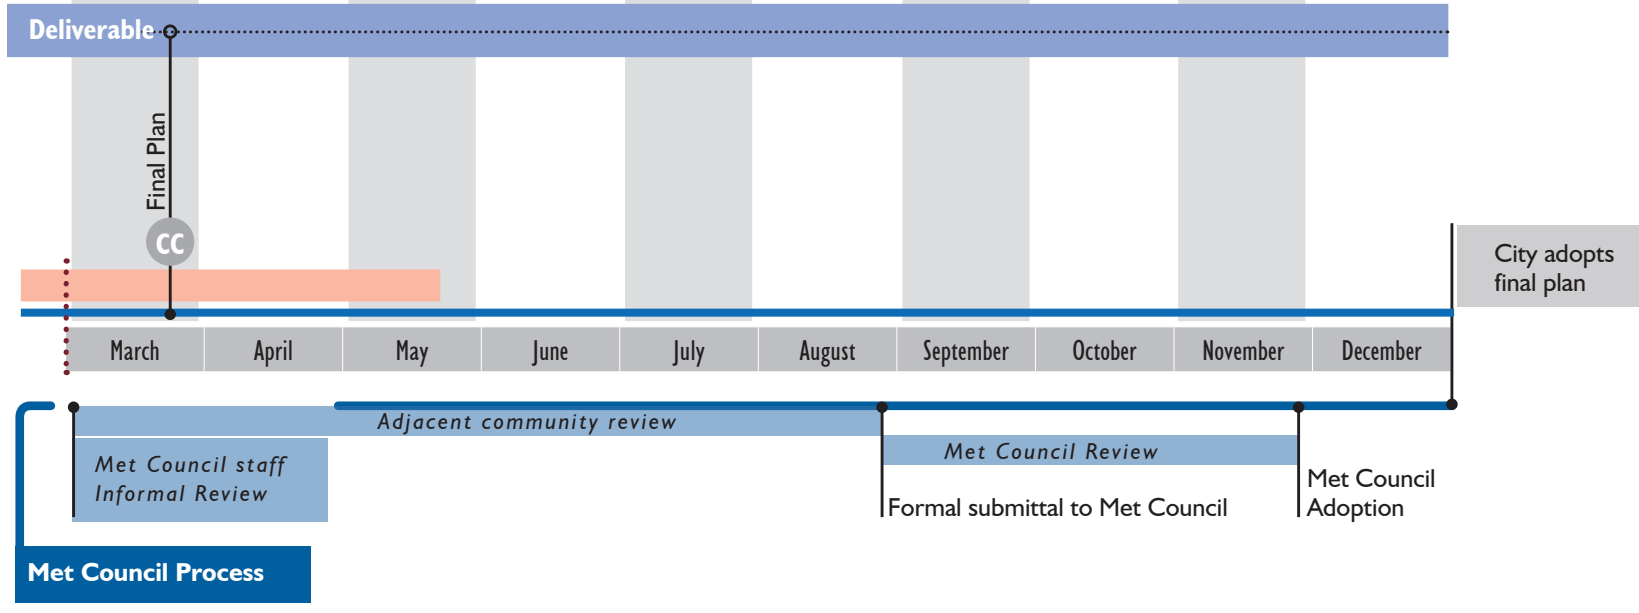 Deliverable
Final Plan
CC
City adopts
final plan
March April May June July August September October November December
Adjacent community review
Met Council staff
Informal Review
Met Council Review
Formal submittal to Met Council
Met Council
Adoption
Met Council Process